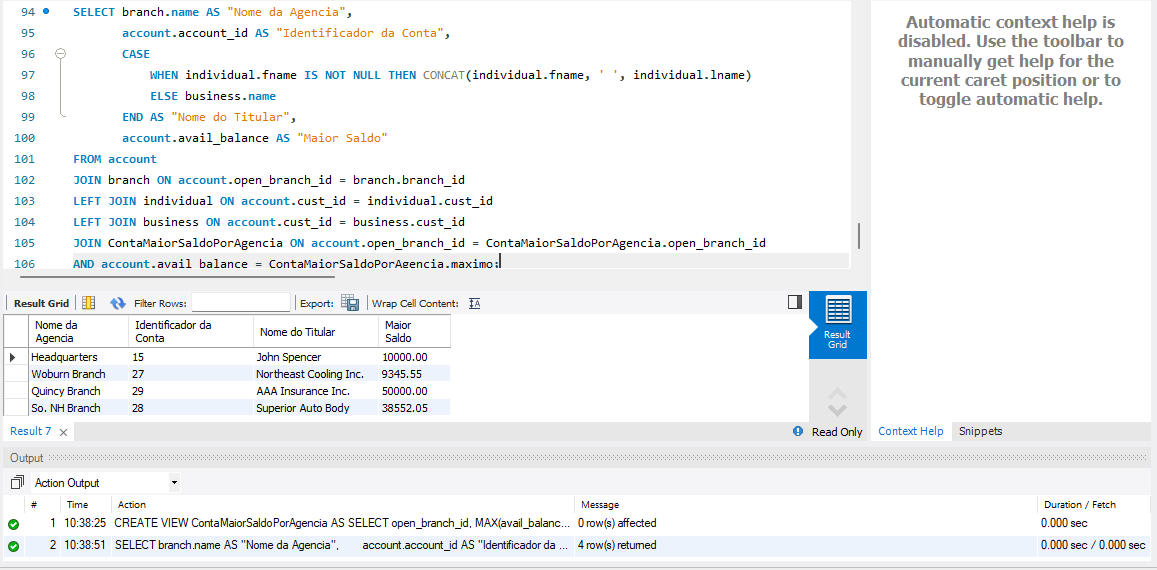 94 SELECT branch.name AS "Nome da Agencia",
95 account.account_id AS "Identificador da Conta",
96 CASE
97 WHEN individual.fname IS NOT NULL THEN CONCAT(individual.fname, ' ', individual.lname)
98 ELSE business.name
99 END AS "Nome do Titular",
100 account.avail_balance AS "Maior Saldo"
101 FROM account
102 JOIN branch ON account.open_branch_id = branch.branch_id
103 LEFT JOIN individual ON account.cust_id = individual.cust_id
104 LEFT JOIN business ON account.cust_id = business.cust_id
105 JOIN ContaMaiorSaldoPorAgencia ON account.open_branch_id = ContaMaiorSaldoPorAgencia.open_branch_id
106 AND account.avail_balance = ContaMaiorSaldoPorAgencia.maximo;
Automatic context help is
disabled. Use the toolbar to
manually get help for the
current caret position or to
toggle automatic help.
Result Grid Filter Rows: Export: Wrap Cell Content: IA
Nome da Agencia Identificador da Conta Nome do Titular Maior Saldo
Headquarters 15 John Spencer 10000.00
Woburn Branch 27 Northeast Cooling Inc. 9345.55
Quincy Branch 29 AAA Insurance Inc. 50000.00
So. NH Branch 28 Superior Auto Body 38552.05
Result
Grid
Result 7 Read Only Context Help Snippets
Output
Action Output
# Time Action Message Duration / Fetch
1 10:38:25 CREATE VIEW ContaMaiorSaldoPorAgencia AS SELECT open_branch_id, MAX(avail_balanc... 0 row(s) affected 0.000 sec
2 10:38:51 SELECT branch.name AS "Nome da Agencia", account.account_id AS "Identificador da ... 4 row(s) returned 0.000 sec / 0.000 sec